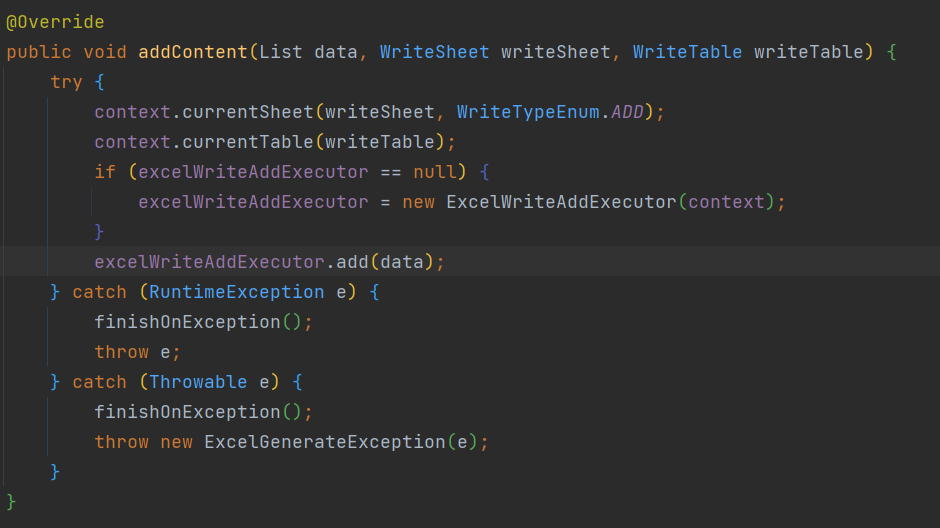 @Override
public void addContent(List data, WriteSheet writeSheet, WriteTable writeTable) {
    try {
        context.currentSheet(writeSheet, WriteTypeEnum.ADD);
        context.currentTable(writeTable);
        if (excelWriteAddExecutor == null) {
            excelWriteAddExecutor = new ExcelWriteAddExecutor(context);
        }
        excelWriteAddExecutor.add(data);
    } catch (RuntimeException e) {
        finishOnException();
        throw e;
    } catch (Throwable e) {
        finishOnException();
        throw new ExcelGenerateException(e);
    }
}